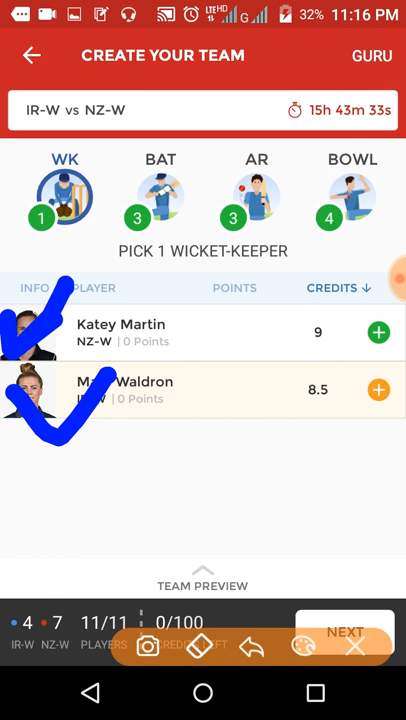 LTE HD G 32% 11:16 PM
CREATE YOUR TEAM GURU
IR-W vs NZ-W 15h 43m 33s
WK BAT AR BOWL
1 3 3 4
PICK 1 WICKET-KEEPER
INFO PLAYER POINTS CREDITS ↓
Katey Martin
NZ-W | 0 Points 9 +
Waldron
| 0 Points 8.5 +
TEAM PREVIEW
4 7 11/11 0/100 NEXT
IR-W NZ-W PLAYERS